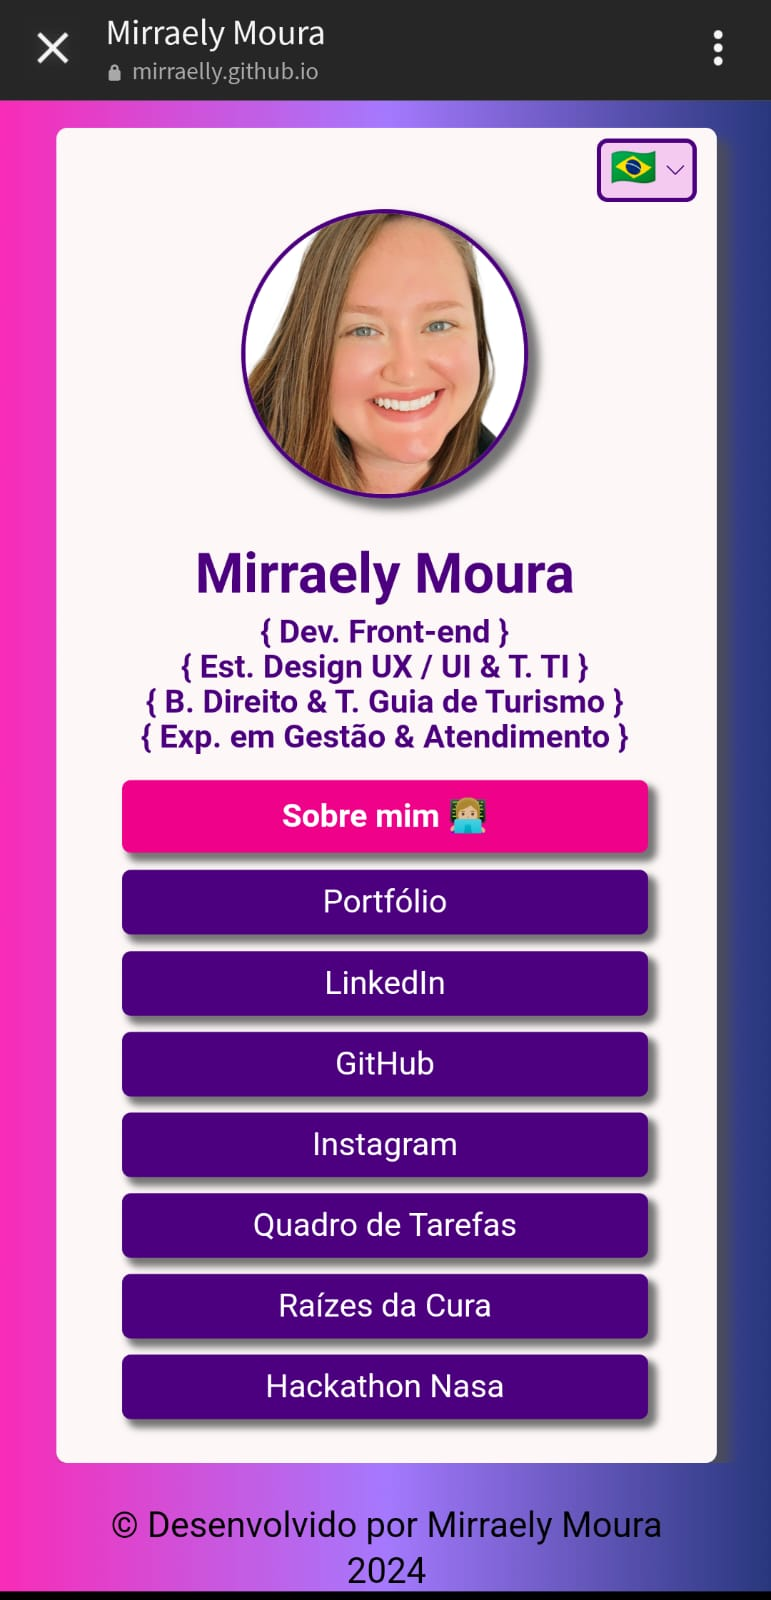 Mirraely Moura
mirraelly.github.io
Mirraely Moura
{ Dev. Front-end }
{ Est. Design UX / UI & T. TI }
{ B. Direito & T. Guia de Turismo }
{ Exp. em Gestão & Atendimento }
Sobre mim 👩🏼‍💻
Portfólio
LinkedIn
GitHub
Instagram
Quadro de Tarefas
Raízes da Cura
Hackathon Nasa
© Desenvolvido por Mirraely Moura
2024